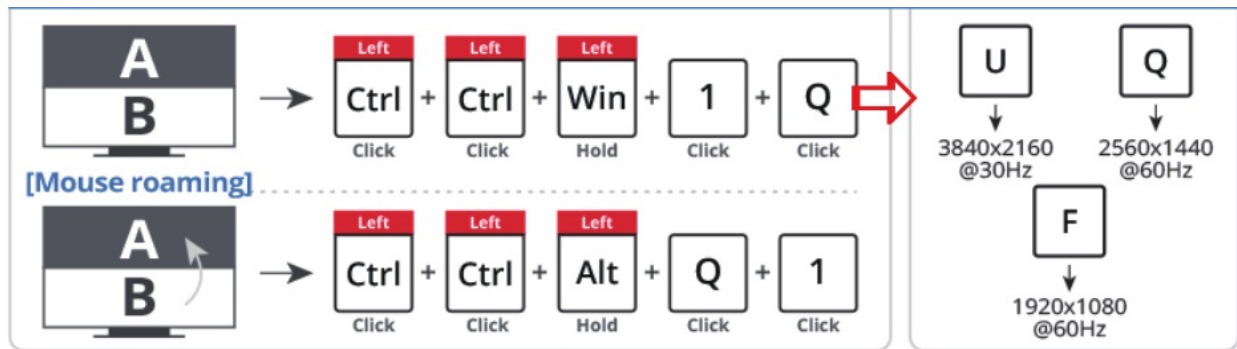 A
B
Left Left Left
Ctrl + Ctrl + Win + 1 + Q
Click Click Hold Click Click
[Mouse roaming]
A
B
Left Left Left
Ctrl + Ctrl + Alt + Q + 1
Click Click Hold Click Click
U Q
3840x2160 2560x1440
@30Hz @60Hz
F
1920x1080
@60Hz